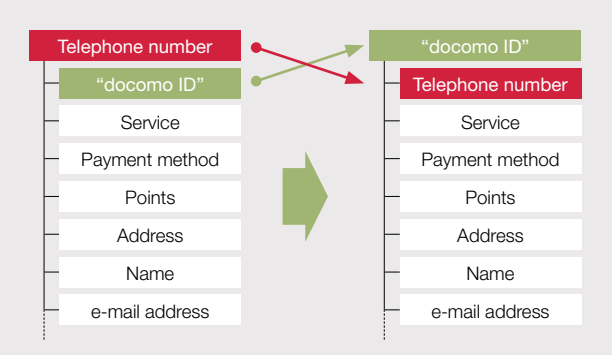 Telephone number
“docomo ID”
Service
Payment method
Points
Address
Name
e-mail address
“docomo ID”
Telephone number
Service
Payment method
Points
Address
Name
e-mail address